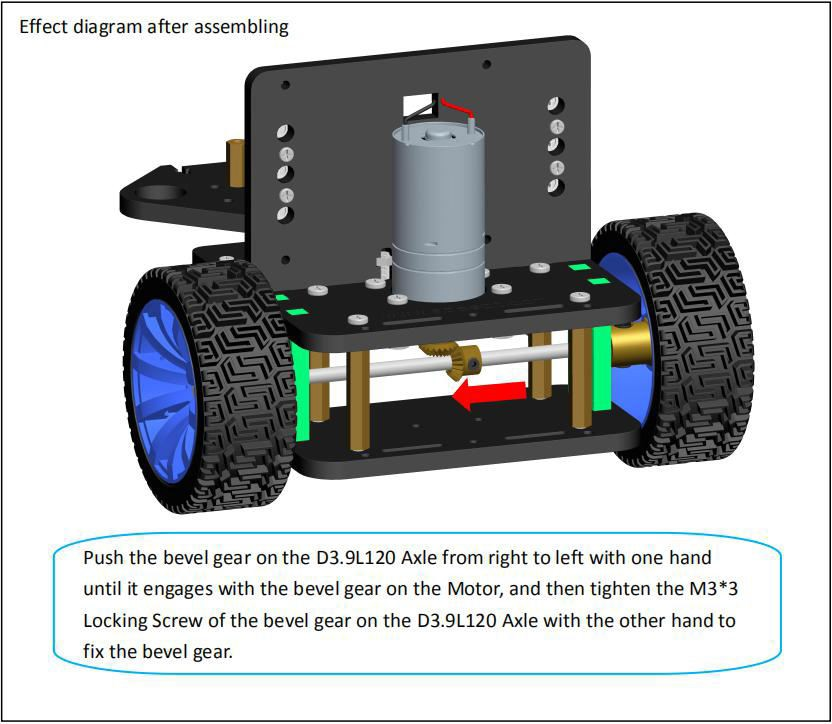 Effect diagram after assembling
Push the bevel gear on the D3.9L120 Axle from right to left with one hand
until it engages with the bevel gear on the Motor, and then tighten the M3*3
Locking Screw of the bevel gear on the D3.9L120 Axle with the other hand to
fix the bevel gear.